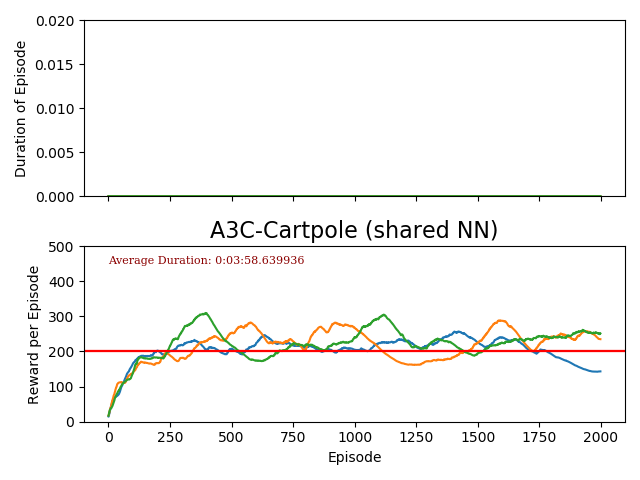 0.020
0.015
0.010
0.005
0.000
Duration of Episode
A3C-Cartpole (shared NN)
500
400
300
200
100
0
Reward per Episode
Average Duration: 0:03:58.639936
0 250 500 750 1000 1250 1500 1750 2000
Episode